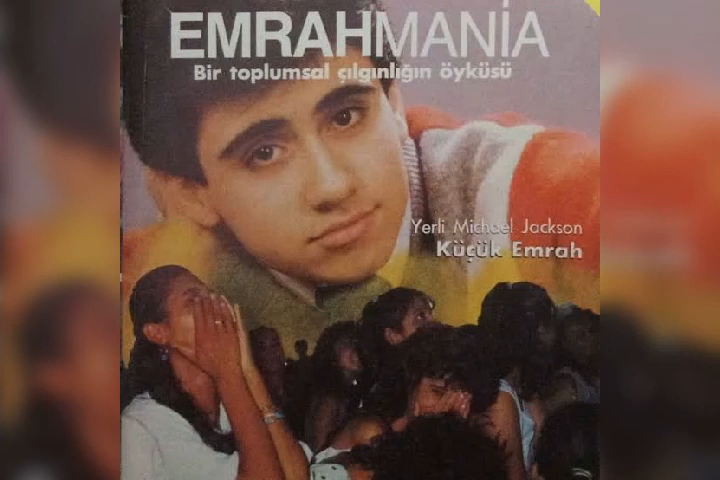 EMRAHMANİA
Bir toplumsal çılgınlığın öyküsü
Yerli Michael Jackson
Küçük Emrah